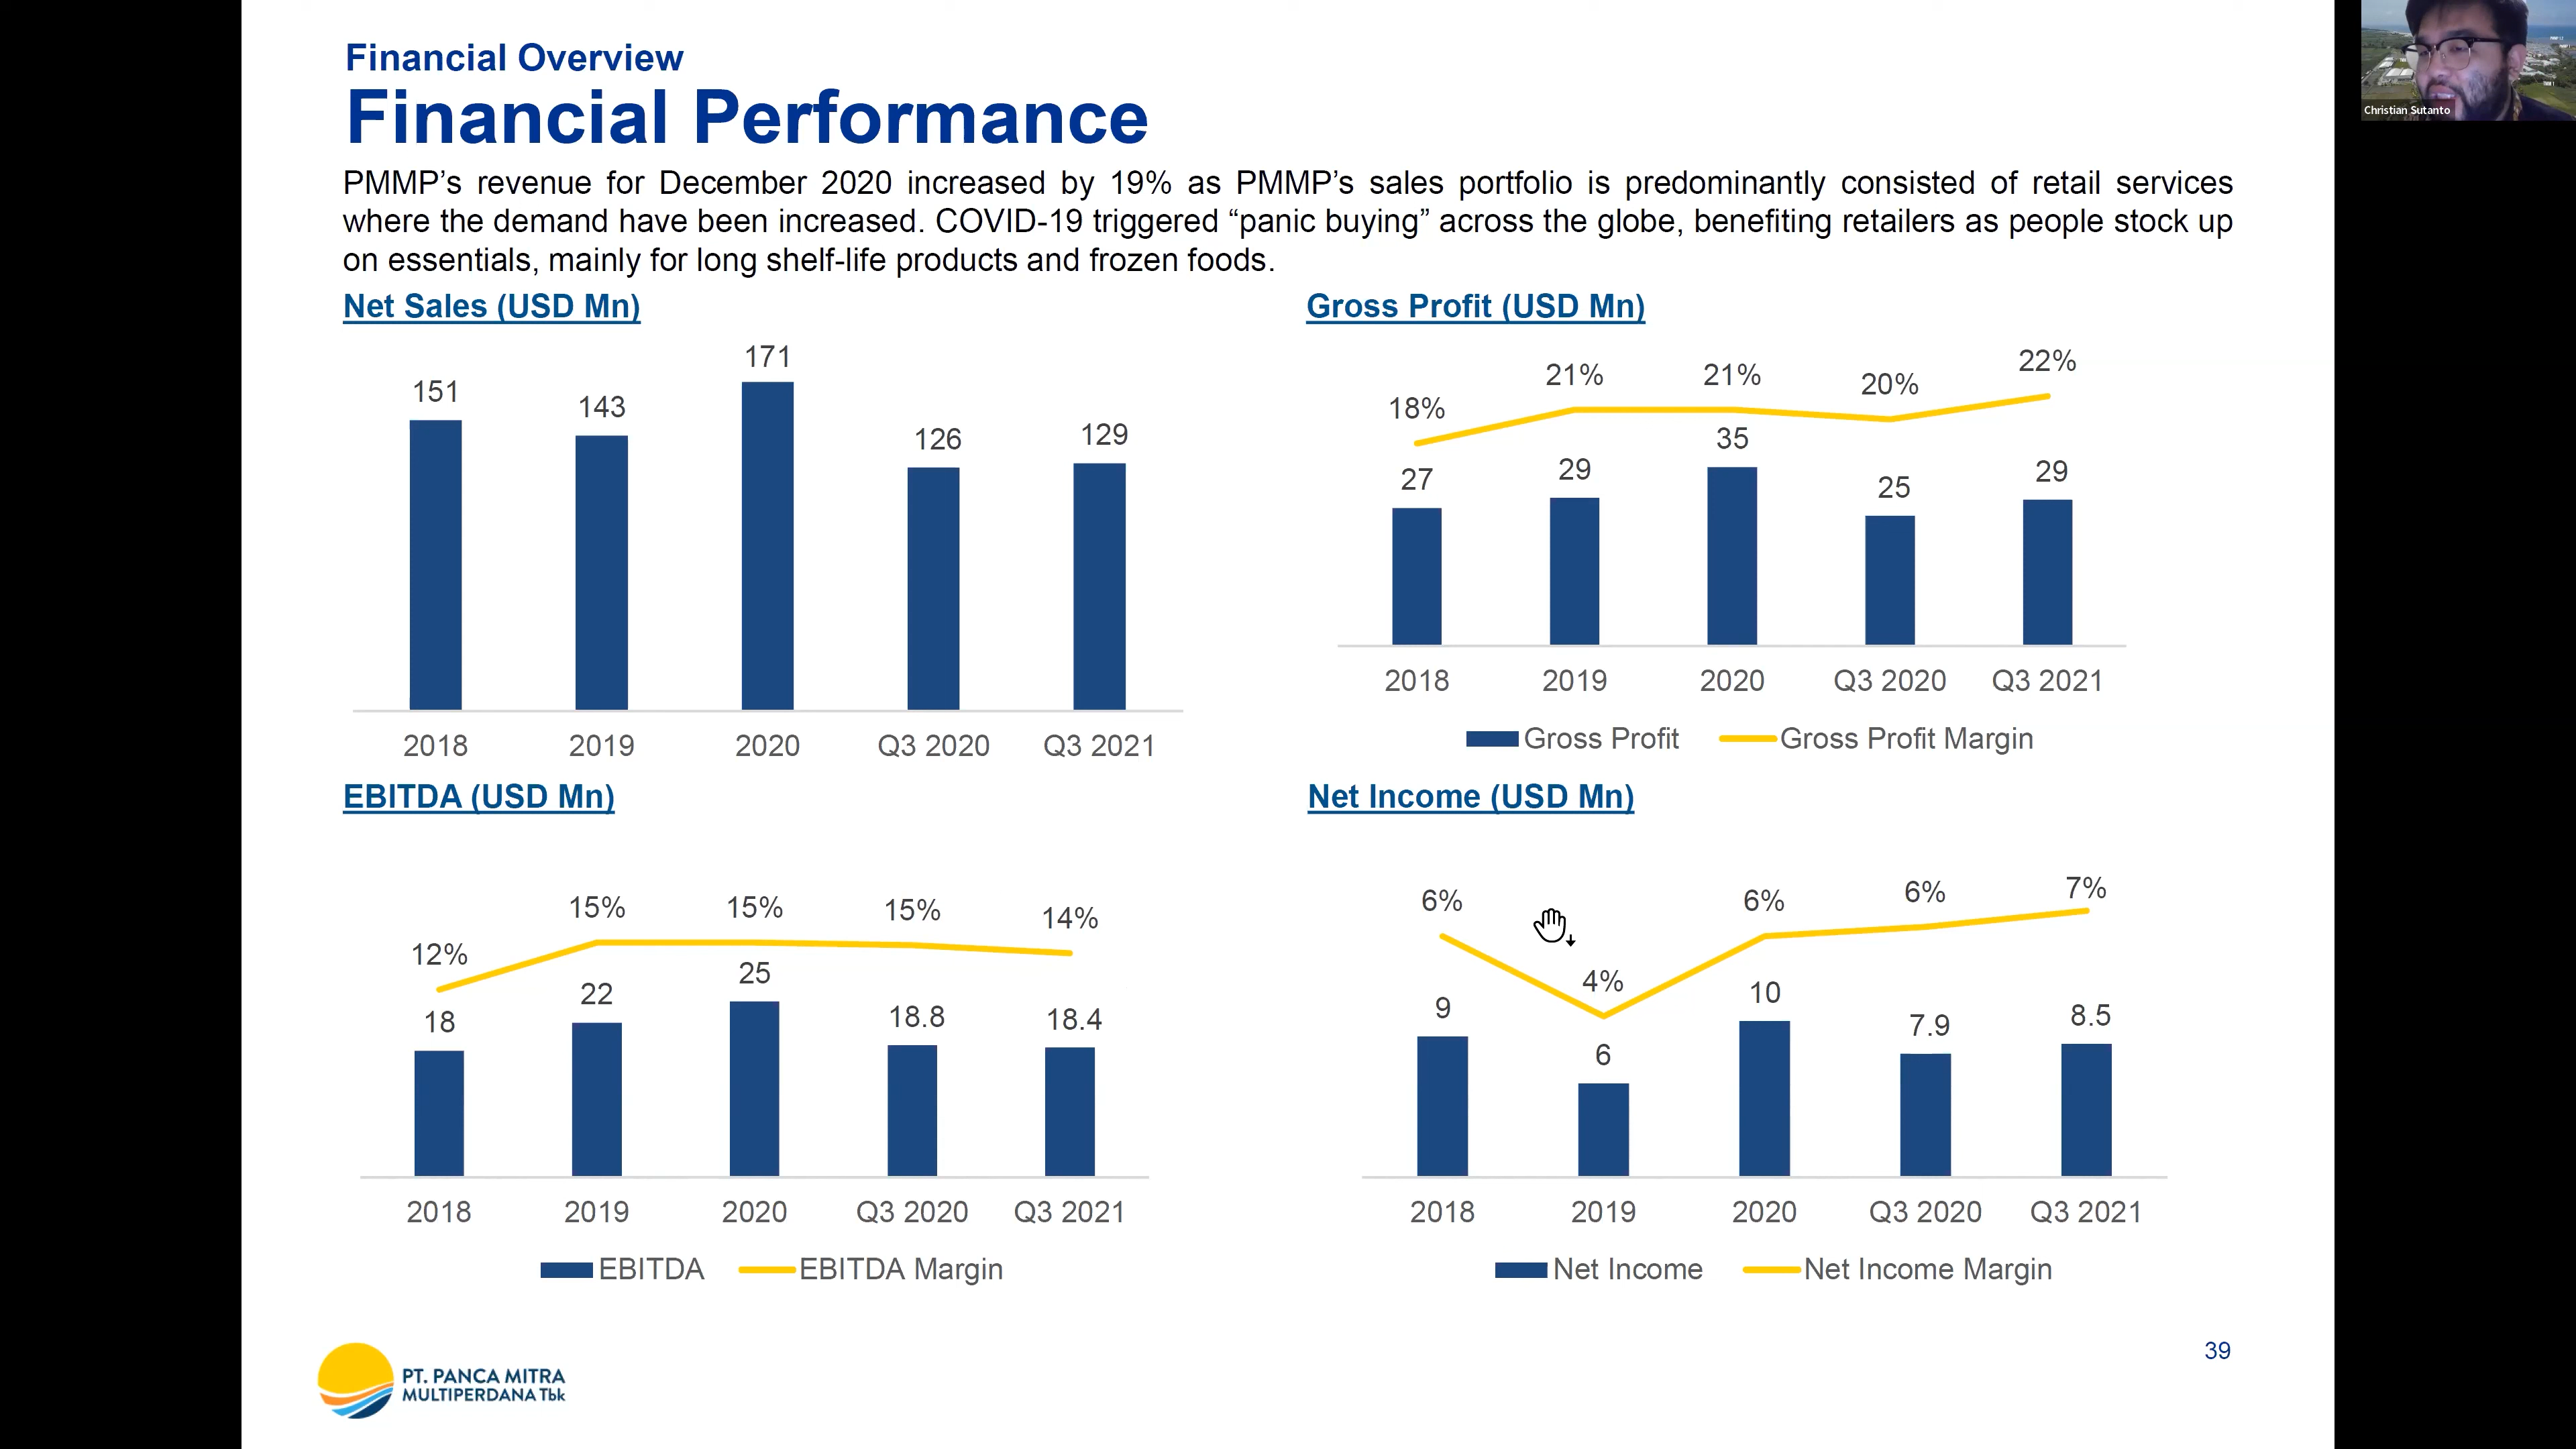 Financial Overview
Financial Performance
PMMP's revenue for December 2020 increased by 19% as PMMP's sales portfolio is predominantly consisted of retail services
where the demand have been increased. COVID-19 triggered “panic buying” across the globe, benefiting retailers as people stock up
on essentials, mainly for long shelf-life products and frozen foods.
Net Sales (USD Mn)
151
143
171
126
129
2018 2019 2020 Q3 2020 Q3 2021
Gross Profit (USD Mn)
18% 21% 21% 20% 22%
27 29 35 25 29
2018 2019 2020 Q3 2020 Q3 2021
Gross Profit Gross Profit Margin
EBITDA (USD Mn)
12% 15% 15% 15% 14%
18 22 25 18.8 18.4
2018 2019 2020 Q3 2020 Q3 2021
EBITDA EBITDA Margin
Net Income (USD Mn)
6% 4% 6% 6% 7%
9 6 10 7.9 8.5
2018 2019 2020 Q3 2020 Q3 2021
Net Income Net Income Margin
PT. PANCA MITRA
MULTIPERDANA Tbk
39
Christian Sutanto